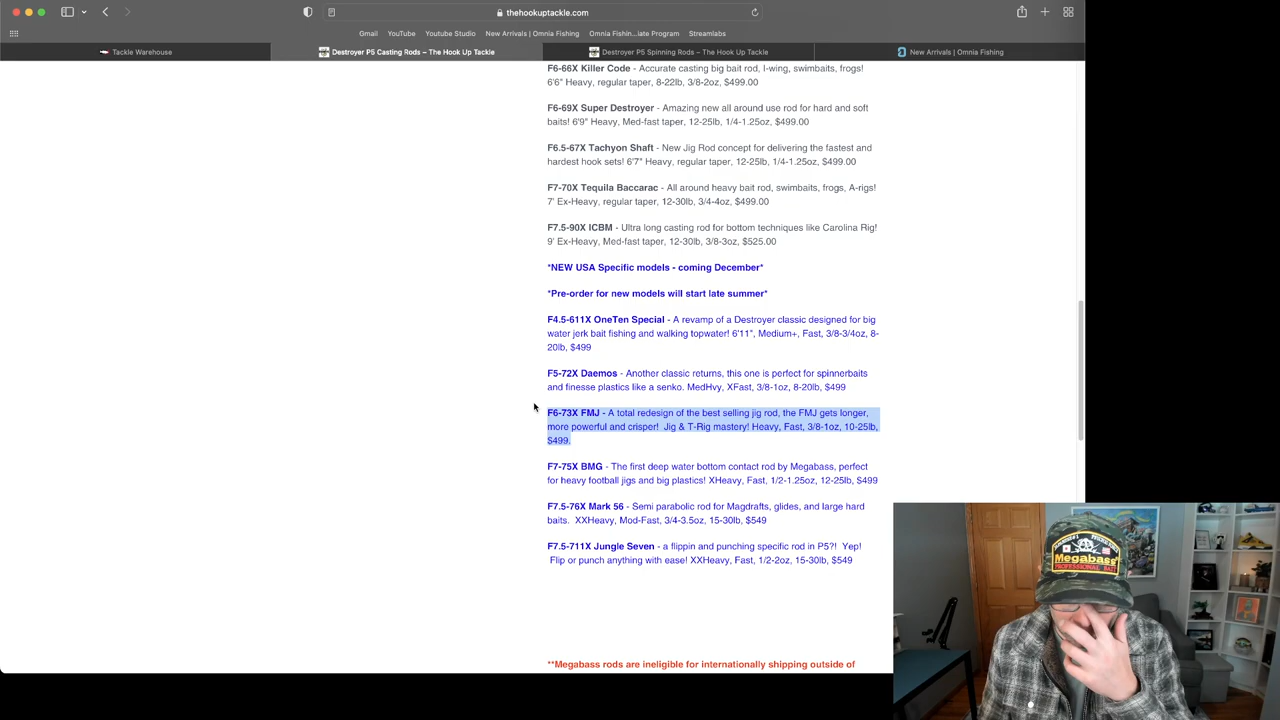 thehookuptackle.com
Gmail YouTube Youtube Studio New Arrivals | Omnia Fishing Omnia Fishin...iate Program Streamlabs
Tackle Warehouse Destroyer P5 Casting Rods – The Hook Up Tackle Destroyer P5 Spinning Rods – The Hook Up Tackle New Arrivals | Omnia Fishing
F6-66X Killer Code - Accurate casting big bait rod, I-wing, swimbaits, frogs!
6'6" Heavy, regular taper, 8-22lb, 3/8-2oz, $499.00
F6-69X Super Destroyer - Amazing new all around use rod for hard and soft
baits! 6'9" Heavy, Med-fast taper, 12-25lb, 1/4-1.25oz, $499.00
F6.5-67X Tachyon Shaft - New Jig Rod concept for delivering the fastest and
hardest hook sets! 6'7" Heavy, regular taper, 12-25lb, 1/4-1.25oz, $499.00
F7-70X Tequila Baccarac - All around heavy bait rod, swimbaits, frogs, A-rigs!
7' Ex-Heavy, regular taper, 12-30lb, 3/4-4oz, $499.00
F7.5-90X ICBM - Ultra long casting rod for bottom techniques like Carolina Rig!
9' Ex-Heavy, Med-fast taper, 12-30lb, 3/8-3oz, $525.00
*NEW USA Specific models - coming December*
*Pre-order for new models will start late summer*
F4.5-611X OneTen Special - A revamp of a Destroyer classic designed for big
water jerk bait fishing and walking topwater! 6'11", Medium+, Fast, 3/8-3/4oz, 8-
20lb, $499
F5-72X Daemos - Another classic returns, this one is perfect for spinnerbaits
and finesse plastics like a senko. MedHvy, XFast, 3/8-1oz, 8-20lb, $499
F6-73X FMJ - A total redesign of the best selling jig rod, the FMJ gets longer,
more powerful and crisper! Jig & T-Rig mastery! Heavy, Fast, 3/8-1oz, 10-25lb,
$499.
F7-75X BMG - The first deep water bottom contact rod by Megabass, perfect
for heavy football jigs and big plastics! XHeavy, Fast, 1/2-1.25oz, 12-25lb, $499
F7.5-76X Mark 56 - Semi parabolic rod for Magdrafts, glides, and large hard
baits. XXHeavy, Mod-Fast, 3/4-3.5oz, 15-30lb, $549
F7.5-711X Jungle Seven - a flippin and punching specific rod in P5?! Yep!
Flip or punch anything with ease! XXHeavy, Fast, 1/2-2oz, 15-30lb, $549
**Megabass rods are ineligible for internationally shipping outside of
Megabass
PROFESSIONAL BAIT